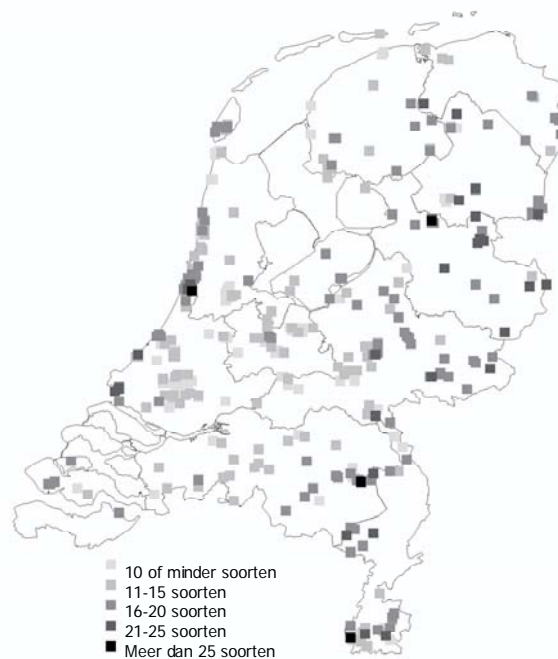 10 of minder soorten
11-15 soorten
16-20 soorten
21-25 soorten
Meer dan 25 soorten